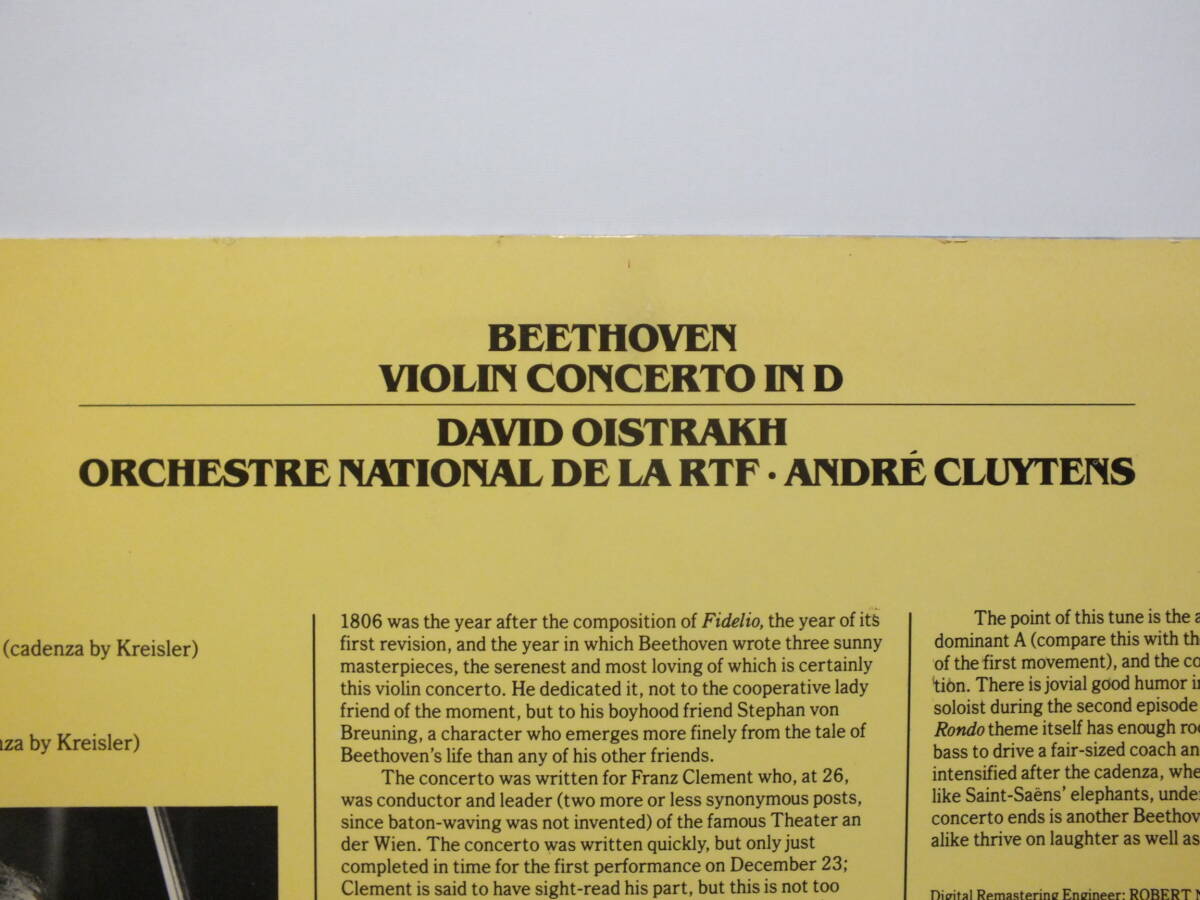 BEETHOVEN
VIOLIN CONCERTO IN D
DAVID OISTRAKH
ORCHESTRE NATIONAL DE LA RTF · ANDRÉ CLUYTENS
(cadenza by Kreisler)
by Kreisler)
1806 was the year after the composition of Fidelio, the year of its
first revision, and the year in which Beethoven wrote three sunny
masterpieces, the serenest and most loving of which is certainly
this violin concerto. He dedicated it, not to the cooperative lady
friend of the moment, but to his boyhood friend Stephan von
Breuning, a character who emerges more finely from the tale of
Beethoven's life than any of his other friends.
The concerto was written for Franz Clement who, at 26,
was conductor and leader (two more or less synonymous posts,
since baton-waving was not invented) of the famous Theater an
der Wien. The concerto was written quickly, but only just
completed in time for the first performance on December 23;
Clement is said to have sight-read his part, but this is not too
The point of this tune is the
dominant A (compare this with
of the first movement), and the
tion. There is jovial good humor
soloist during the second episode
Rondo theme itself has enough
bass to drive a fair-sized coach
intensified after the cadenza,
like Saint-Saëns' elephants,
concerto ends is another
alike thrive on laughter as well as
Digital Remastering Engineer: ROBERT